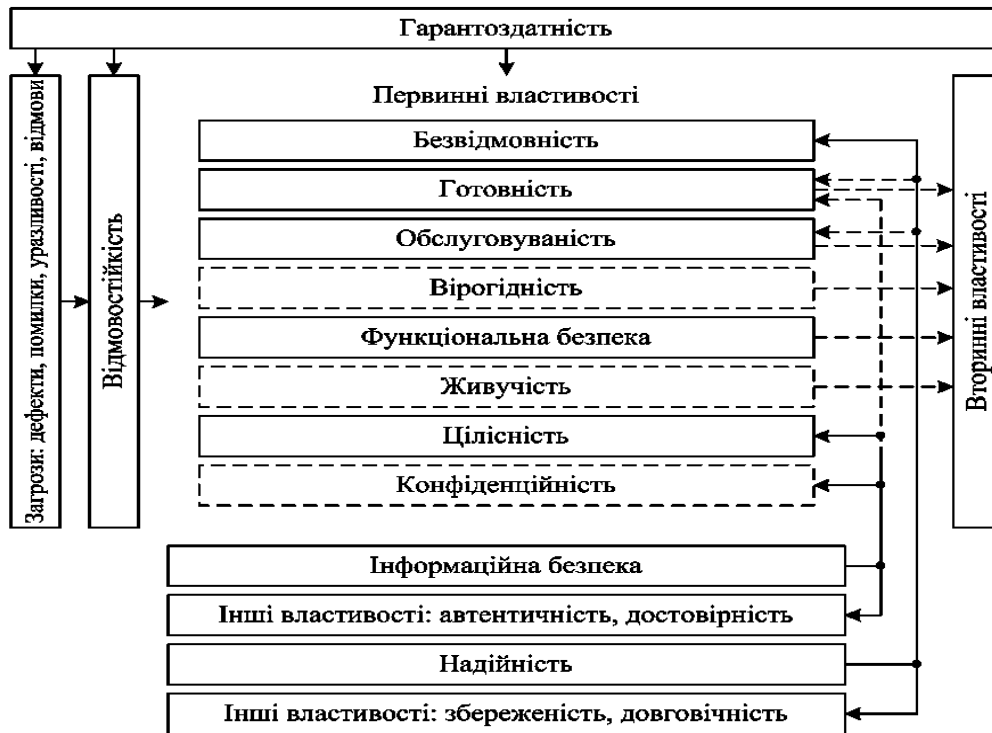 Гарантоздатність
Загрози: дефекти, помилки, уразливості, відмови
Відмовостійкість
Первинні властивості
Безвідмовність
Готовність
Обслуговуваність
Вірогідність
Функціональна безпека
Живучість
Цілісність
Конфіденційність
Вторинні властивості
Інформаційна безпека
Інші властивості: автентичність, достовірність
Надійність
Інші властивості: збереженість, довговічність